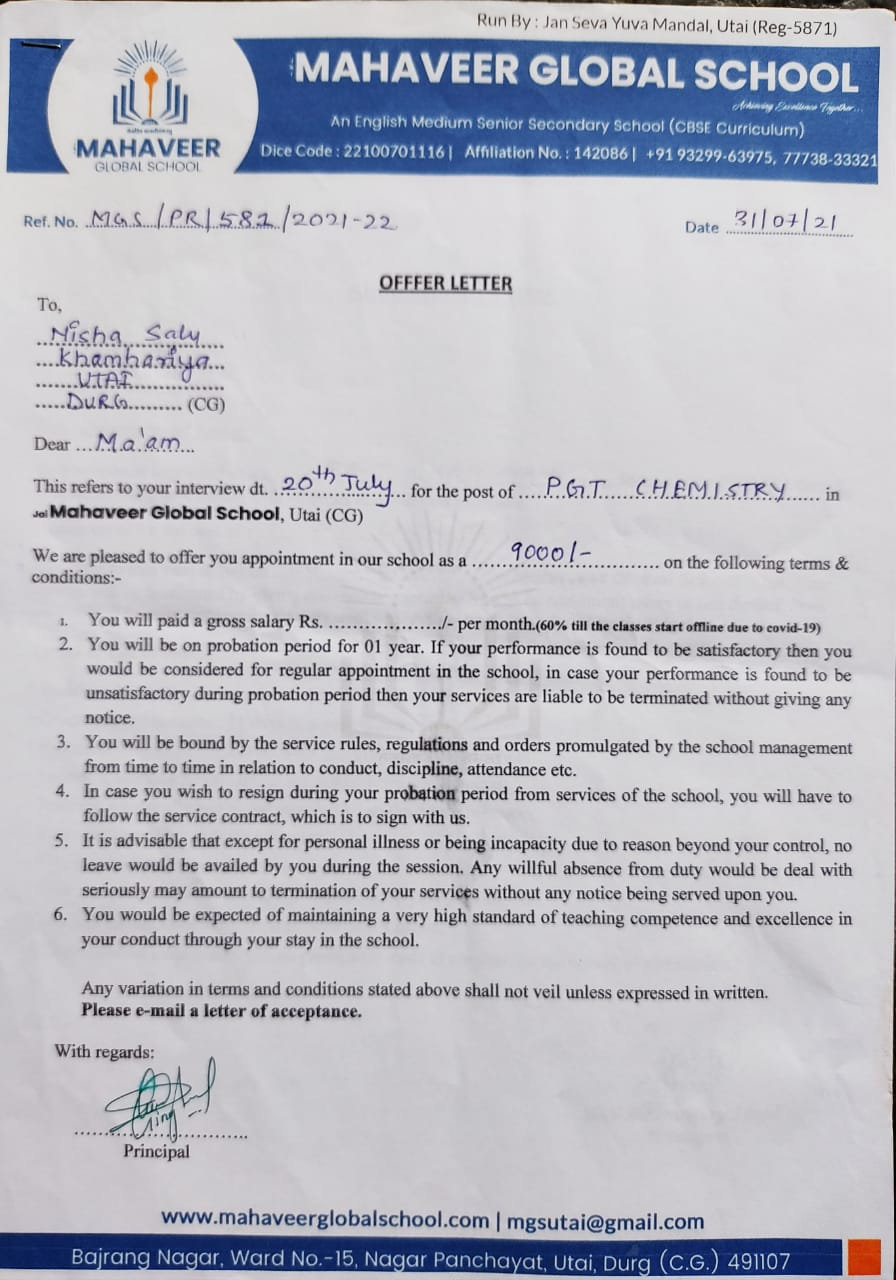 Run By : Jan Seva Yuva Mandal, Utai (Reg-5871)
MAHAVEER GLOBAL SCHOOL
Achieving Excellence Together...
An English Medium Senior Secondary School (CBSE Curriculum)
Dice Code : 22100701116 | Affiliation No. : 142086 | +91 93299-63975, 77738-33321
MAHAVEER
GLOBAL SCHOOL
Ref. No. MGS/PR/582/2021-22
Date 31/07/21
OFFFER LETTER
To,
Nisha Saly
Khamhariya
UTAI
DURG (CG)
Dear Ma'am
This refers to your interview dt. 20th July for the post of P.G.T. CHEMISTRY in
Mahaveer Global School, Utai (CG)
We are pleased to offer you appointment in our school as a 9000/- on the following terms &
conditions:-
1. You will paid a gross salary Rs. ................../- per month.(60% till the classes start offline due to covid-19)
2. You will be on probation period for 01 year. If your performance is found to be satisfactory then you
would be considered for regular appointment in the school, in case your performance is found to be
unsatisfactory during probation period then your services are liable to be terminated without giving any
notice.
3. You will be bound by the service rules, regulations and orders promulgated by the school management
from time to time in relation to conduct, discipline, attendance etc.
4. In case you wish to resign during your probation period from services of the school, you will have to
follow the service contract, which is to sign with us.
5. It is advisable that except for personal illness or being incapacity due to reason beyond your control, no
leave would be availed by you during the session. Any willful absence from duty would be deal with
seriously may amount to termination of your services without any notice being served upon you.
6. You would be expected of maintaining a very high standard of teaching competence and excellence in
your conduct through your stay in the school.
Any variation in terms and conditions stated above shall not veil unless expressed in written.
Please e-mail a letter of acceptance.
With regards:
Principal
www.mahaveerglobalschool.com | mgsutai@gmail.com
Bajrang Nagar, Ward No.-15, Nagar Panchayat, Utai, Durg (C.G.) 491107